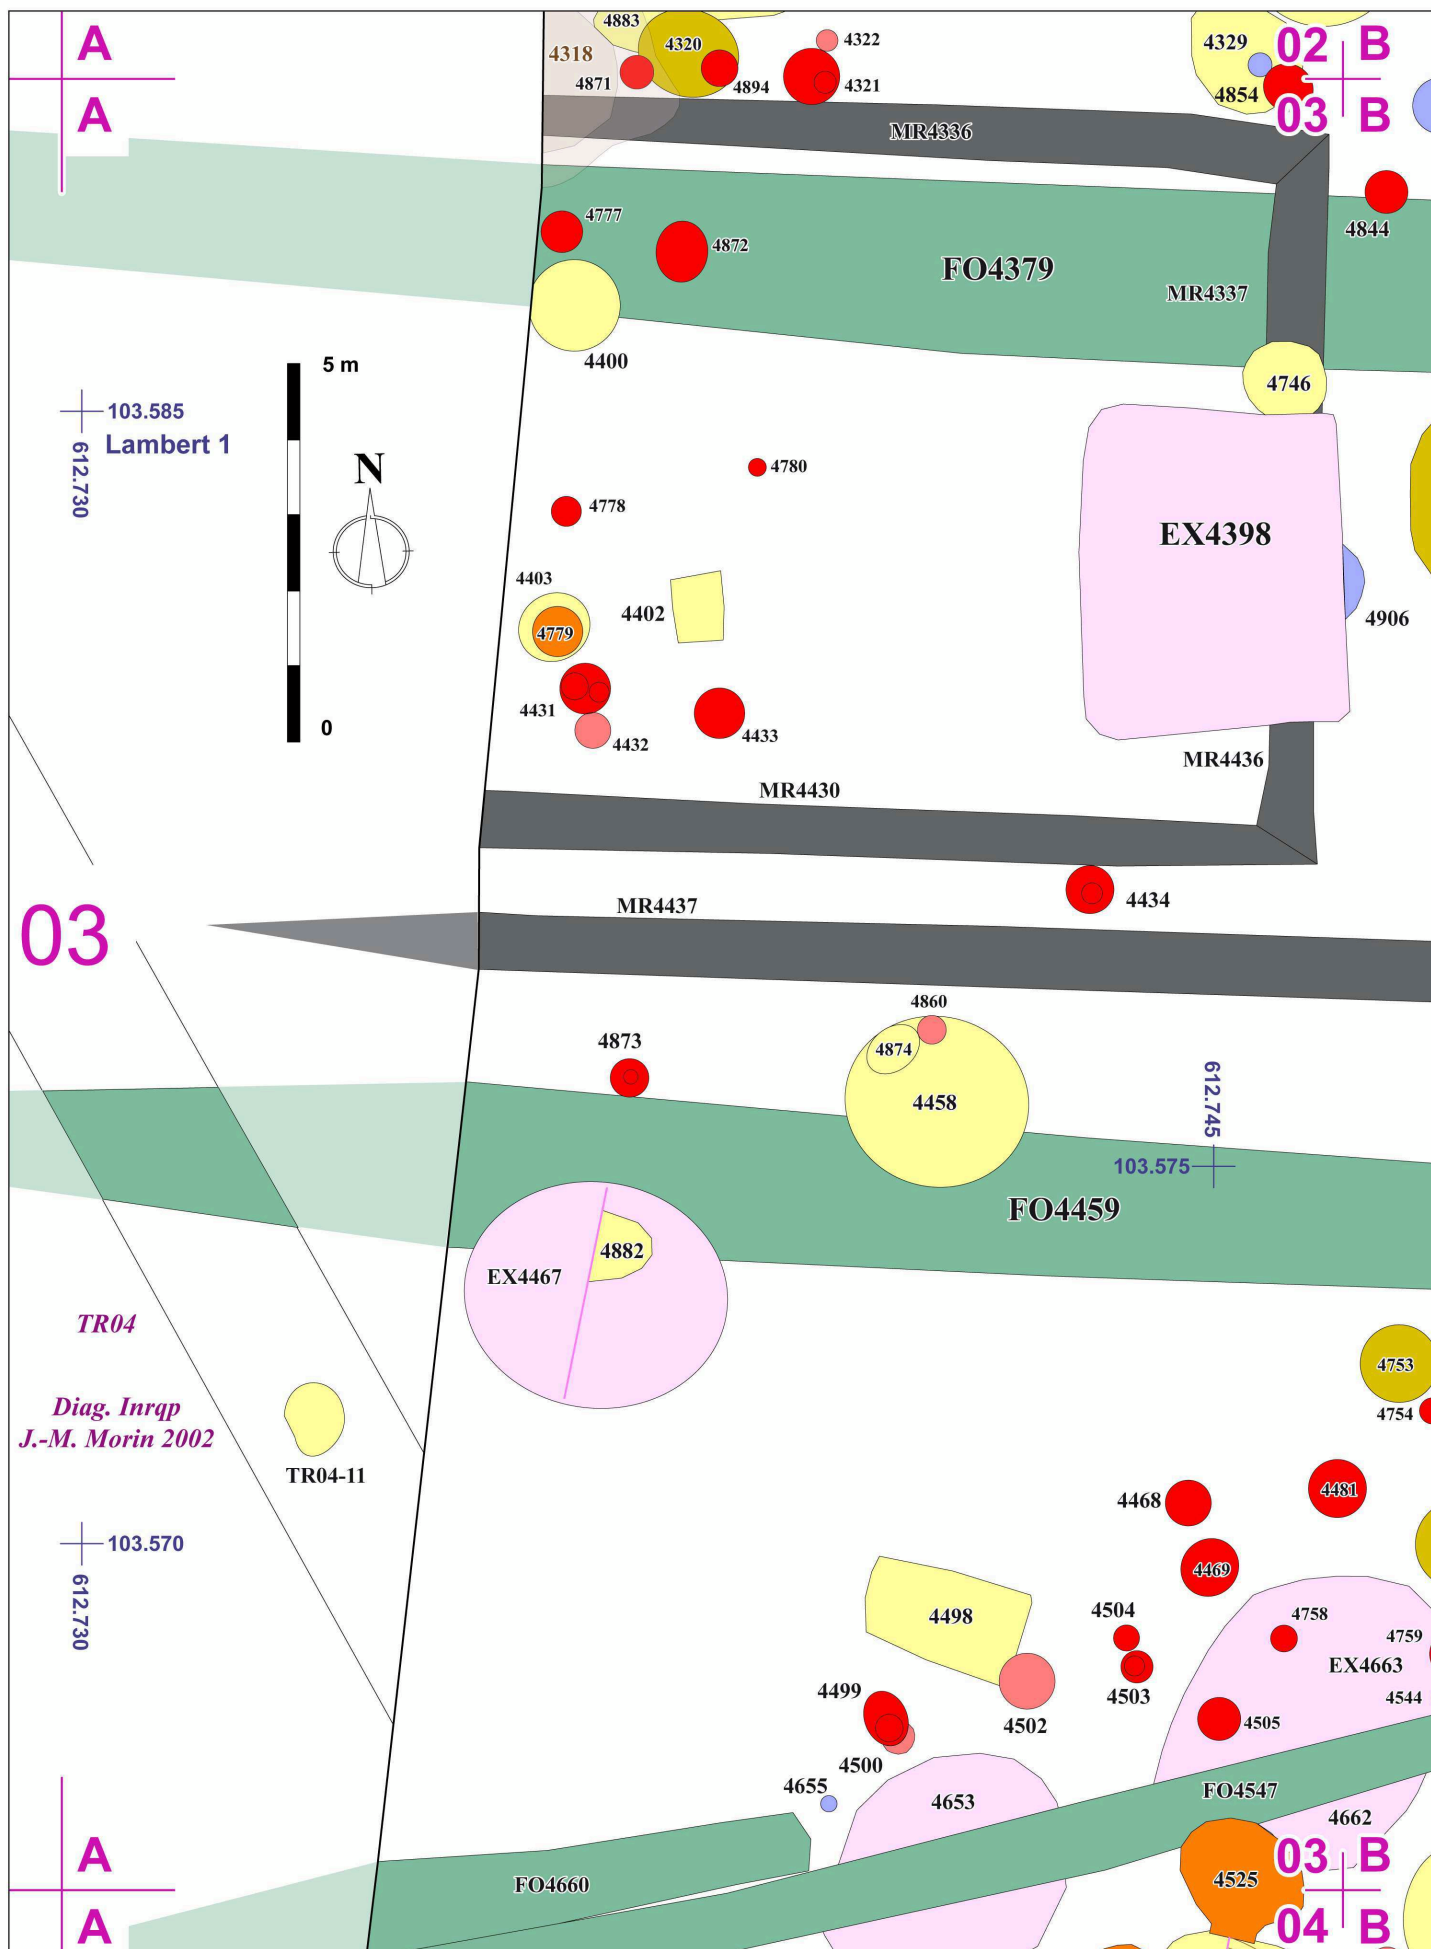 A
4883
4318
4320
4322
4329
02 B
4871
4894
4321
4854
A
03 B
MR4336
4777
4872
4844
FO4379
MR4337
4400
5 m
4746
103.585
Lambert 1
612.730
N
4780
4778
EX4398
4403
4402
4779
4906
4431
4432
4433
0
MR4436
MR4430
4434
MR4437
03
4860
4873
4874
4458
612.745
103.575
FO4459
4882
EX4467
TR04
4753
Diag. Inrqp
J.-M. Morin 2002
4754
TR04-11
4468
4481
103.570
612.730
4469
4498
4504
4758
4759
EX4663
4499
4503
4544
4502
4505
4500
4655
4653
FO4547
4662
A
03 B
4525
FO4660
A
04 B